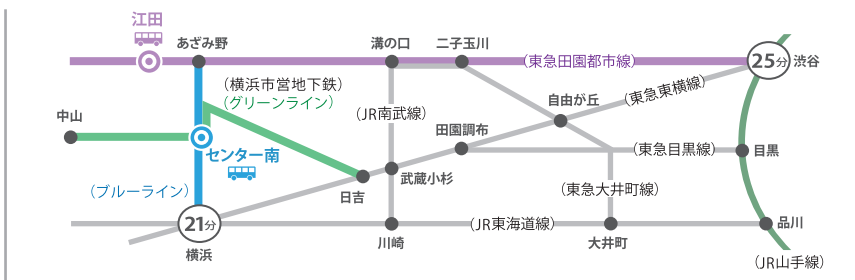 江田
あざみ野
溝の口
二子玉川
(東急田園都市線)
25分
渋谷
(横浜市営地下鉄)
(グリーンライン)
(JR南武線)
自由が丘
(東急東横線)
中山
田園調布
センター南
(東急目黒線)
目黒
武蔵小杉
(ブルーライン)
日吉
(東急大井町線)
21分
横浜
川崎
(JR東海道線)
大井町
品川
(JR山手線)